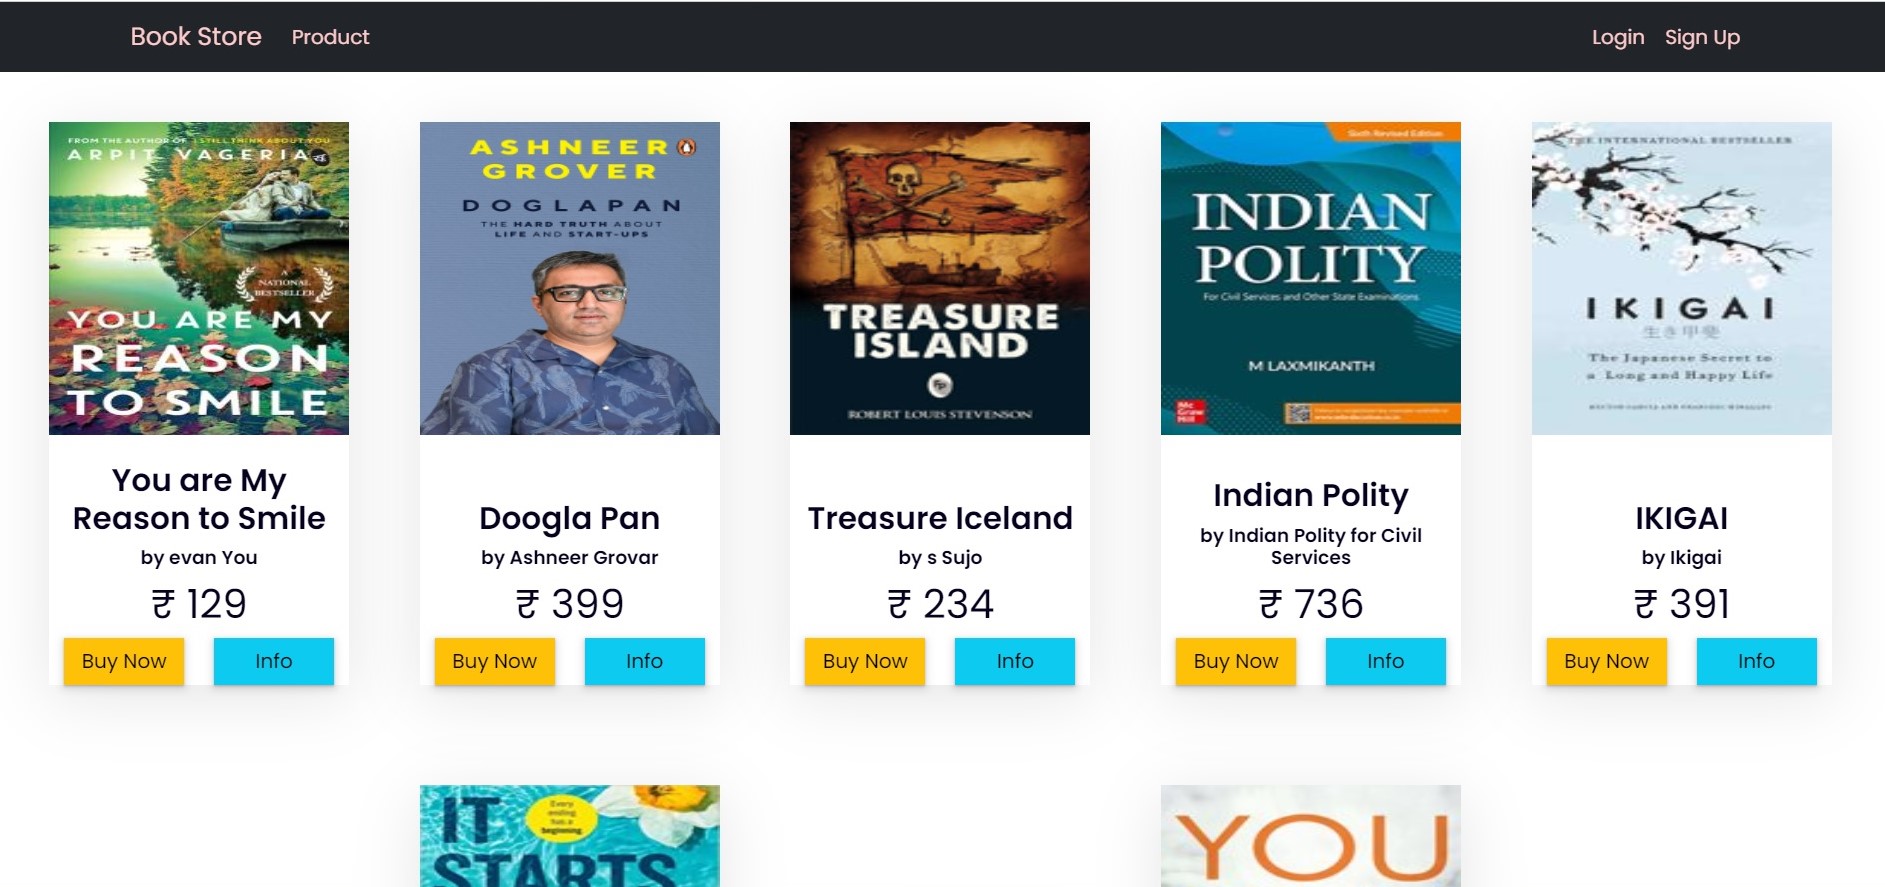 Book Store Product Login Sign Up
FROM THE AUTHOR OF I STILL THINK ABOUT YOU
ARPIT VAGERIA
A
NATIONAL
BESTSELLER
YOU ARE MY
REASON
TO SMILE
You are My
Reason to Smile
by evan You
₹ 129
Buy Now Info
ASHNEER
GROVER
DOGLAPAN
THE HARD TRUTH ABOUT
LIFE AND START-UPS
Doogla Pan
by Ashneer Grovar
₹ 399
Buy Now Info
TREASURE
ISLAND
FP
ROBERT LOUIS STEVENSON
Treasure Iceland
by s Sujo
₹ 234
Buy Now Info
Sixth Revised Edition
INDIAN
POLITY
For Civil Services and Other State Examinations
M LAXMIKANTH
Mc
Graw
Hill
Indian Polity
by Indian Polity for Civil
Services
₹ 736
Buy Now Info
THE INTERNATIONAL BESTSELLER
IKIGAI
生き甲斐
The Japanese Secret to
a Long and Happy Life
IKIGAI
by Ikigai
₹ 391
Buy Now Info
Every
ending
has a
beginning
IT
STARTS
YOU